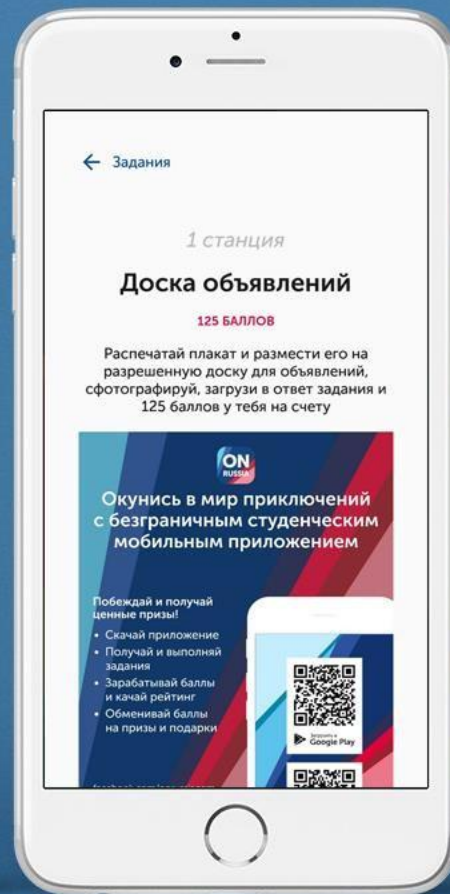 ← Задания
1 станция
Доска объявлений
125 БАЛЛОВ
Распечатай плакат и размести его на
разрешенную доску для объявлений,
сфотографируй, загрузи в ответ задания и
125 баллов у тебя на счету
ON
RUSSIA
Окунись в мир приключений
с безграничным студенческим
мобильным приложением
Побеждай и получай
ценные призы!
• Скачай приложение
• Получай и выполняй
задания
• Зарабатывай баллы
и качай рейтинг
• Обменивай баллы
на призы и подарки
Загрузить в
Google Play